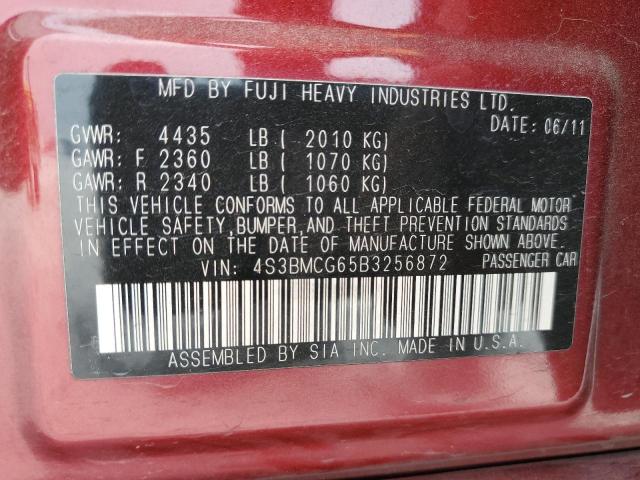 MFD BY FUJI HEAVY INDUSTRIES LTD.
DATE: 06/11
GVWR: 4435 LB ( 2010 KG)
GAWR: F 2360 LB ( 1070 KG)
GAWR: R 2340 LB ( 1060 KG)
THIS VEHICLE CONFORMS TO ALL APPLICABLE FEDERAL MOTOR
VEHICLE SAFETY, BUMPER, AND THEFT PREVENTION STANDARDS
IN EFFECT ON THE DATE OF MANUFACTURE SHOWN ABOVE.
VIN: 4S3BMCG65B3256872 PASSENGER CAR
ASSEMBLED BY SIA INC. MADE IN U.S.A.